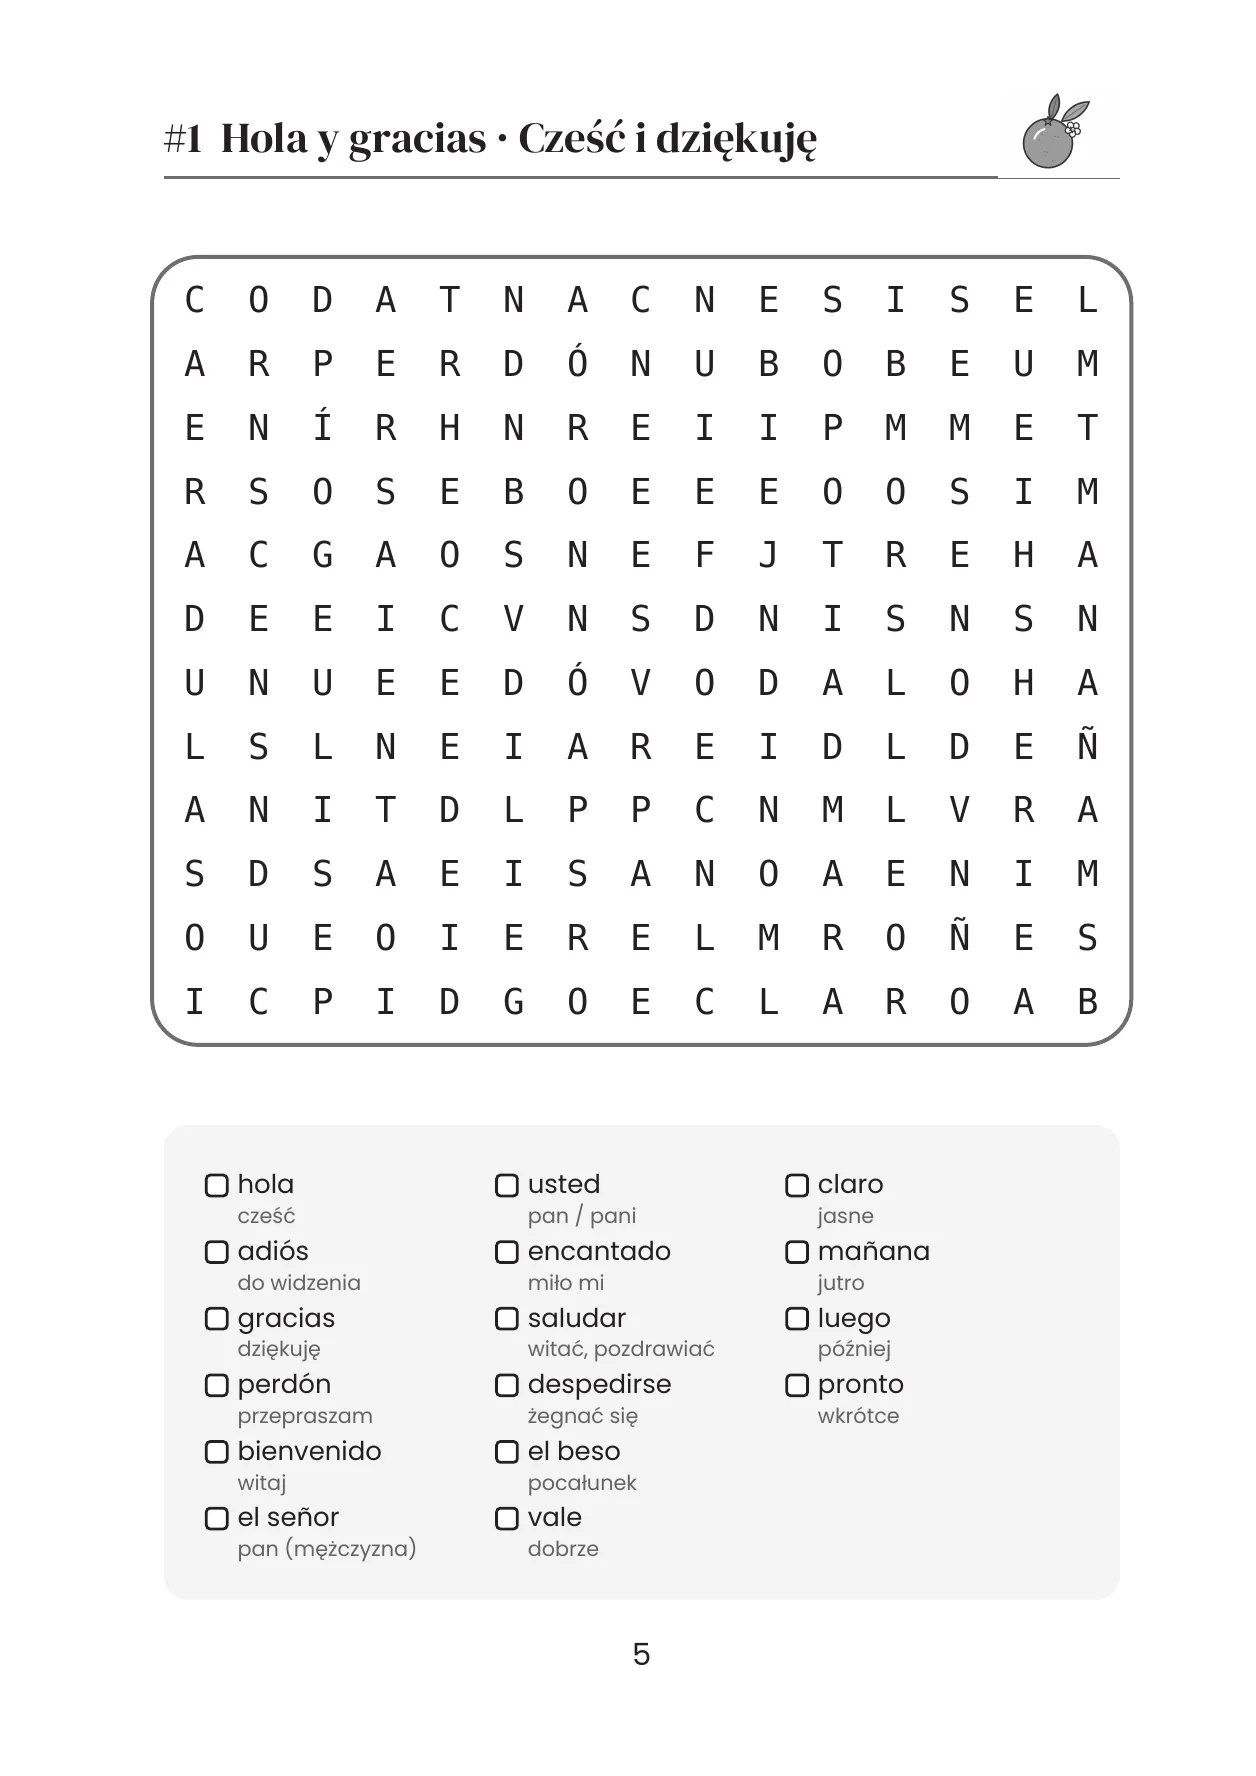 #1 Hola y gracias · Cześć i dziękuję
C O D A T N A C N E S I S E L
A R P E R D Ó N U B O B E U M
E N Í R H N R E I I P M M E T
R S O S E B O E E E O O S I M
A C G A O S N E F J T R E H A
D E E I C V N S D N I S N S N
U N U E E D Ó V O D A L O H A
L S L N E I A R E I D L D E Ñ
A N I T D L P P C N M L V R A
S D S A E I S A N O A E N I M
O U E O I E R E L M R O Ñ E S
I C P I D G O E C L A R O A B
hola
cześć
adiós
do widzenia
gracias
dziękuję
perdón
przepraszam
bienvenido
witaj
el señor
pan (mężczyzna)
usted
pan / pani
encantado
miło mi
saludar
witać, pozdrawiać
despedirse
żegnać się
el beso
pocałunek
vale
dobrze
claro
jasne
mañana
jutro
luego
później
pronto
wkrótce
5